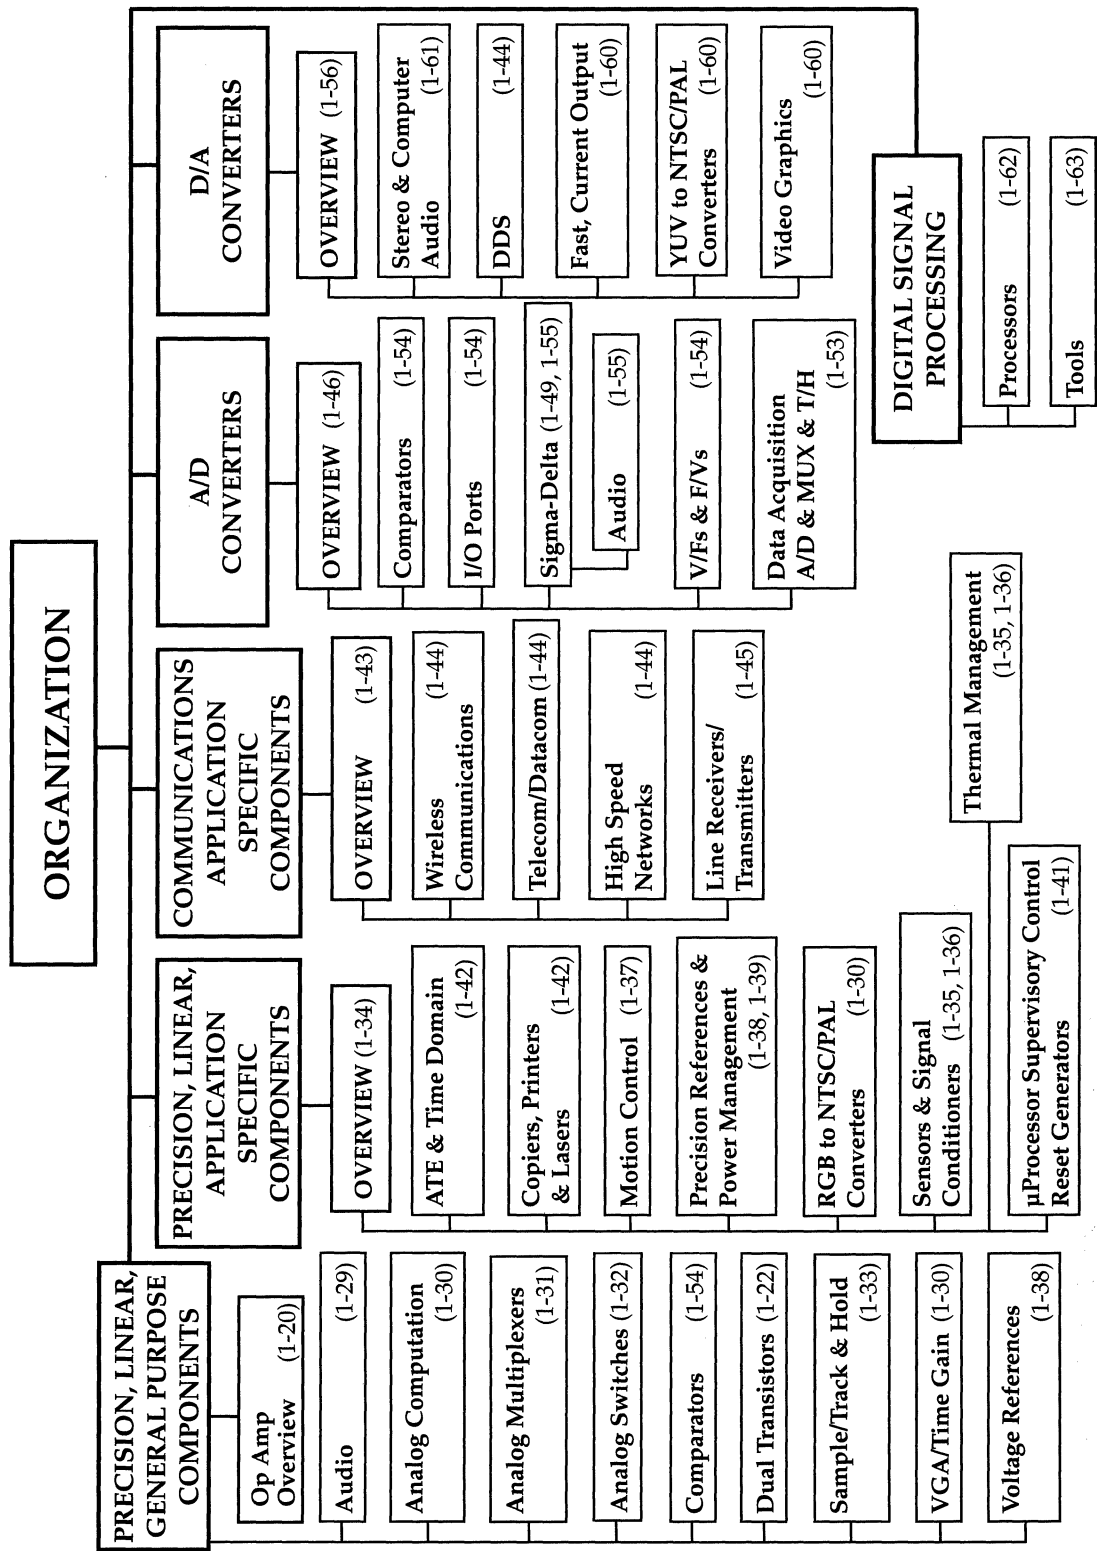 ORGANIZATION
PRECISION, LINEAR,
GENERAL PURPOSE
COMPONENTS
Op Amp
Overview (1-20)
Audio (1-29)
Analog Computation
(1-30)
Analog Multiplexers
(1-31)
Analog Switches (1-32)
Comparators (1-54)
Dual Transistors (1-22)
Sample/Track & Hold
(1-33)
VGA/Time Gain (1-30)
Voltage References
(1-38)
PRECISION, LINEAR,
APPLICATION
SPECIFIC
COMPONENTS
OVERVIEW (1-34)
ATE & Time Domain
(1-42)
Copiers, Printers
& Lasers (1-42)
Motion Control (1-37)
Precision References &
Power Management
(1-38, 1-39)
RGB to NTSC/PAL
Converters (1-30)
Sensors & Signal
Conditioners (1-35, 1-36)
Thermal Management
(1-35, 1-36)
µProcessor Supervisory Control
Reset Generators (1-41)
COMMUNICATIONS
APPLICATION
SPECIFIC
COMPONENTS
OVERVIEW (1-43)
Wireless (1-44)
Communications
Telecom/Datacom (1-44)
High Speed
Networks (1-44)
Line Receivers/
Transmitters (1-45)
A/D
CONVERTERS
OVERVIEW (1-46)
Comparators (1-54)
I/O Ports (1-54)
Sigma-Delta (1-49, 1-55)
Audio (1-55)
V/Fs & F/Vs (1-54)
Data Acquisition
A/D & MUX & T/H
(1-53)
D/A
CONVERTERS
OVERVIEW (1-56)
Stereo & Computer
Audio (1-61)
DDS (1-44)
Fast, Current Output
(1-60)
YUV to NTSC/PAL
Converters (1-60)
Video Graphics
(1-60)
DIGITAL SIGNAL
PROCESSING
Processors (1-62)
Tools (1-63)